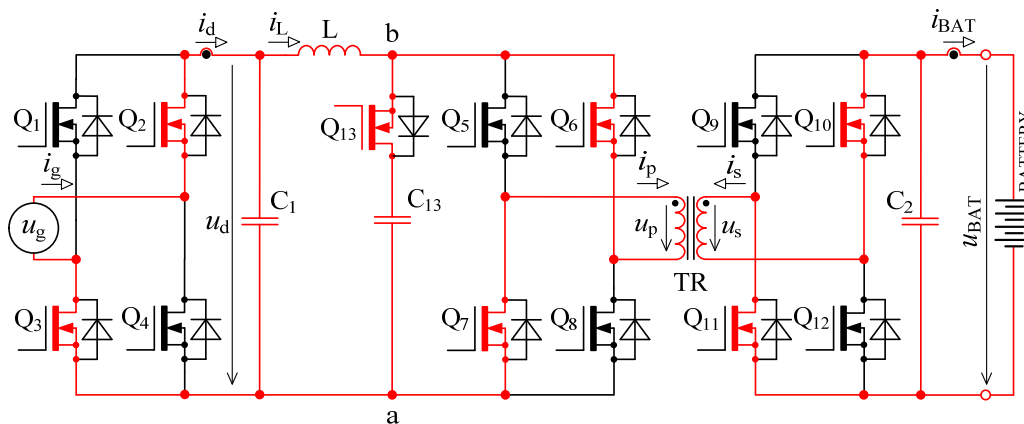 i_d
i_L
L
b
i_BAT
Q_1
Q_2
Q_13
Q_5
Q_6
Q_9
Q_10
BATTERY
i_g
i_p
i_s
u_g
u_d
C_1
C_13
u_p
u_s
C_2
u_BAT
TR
Q_3
Q_4
Q_7
Q_8
Q_11
Q_12
a